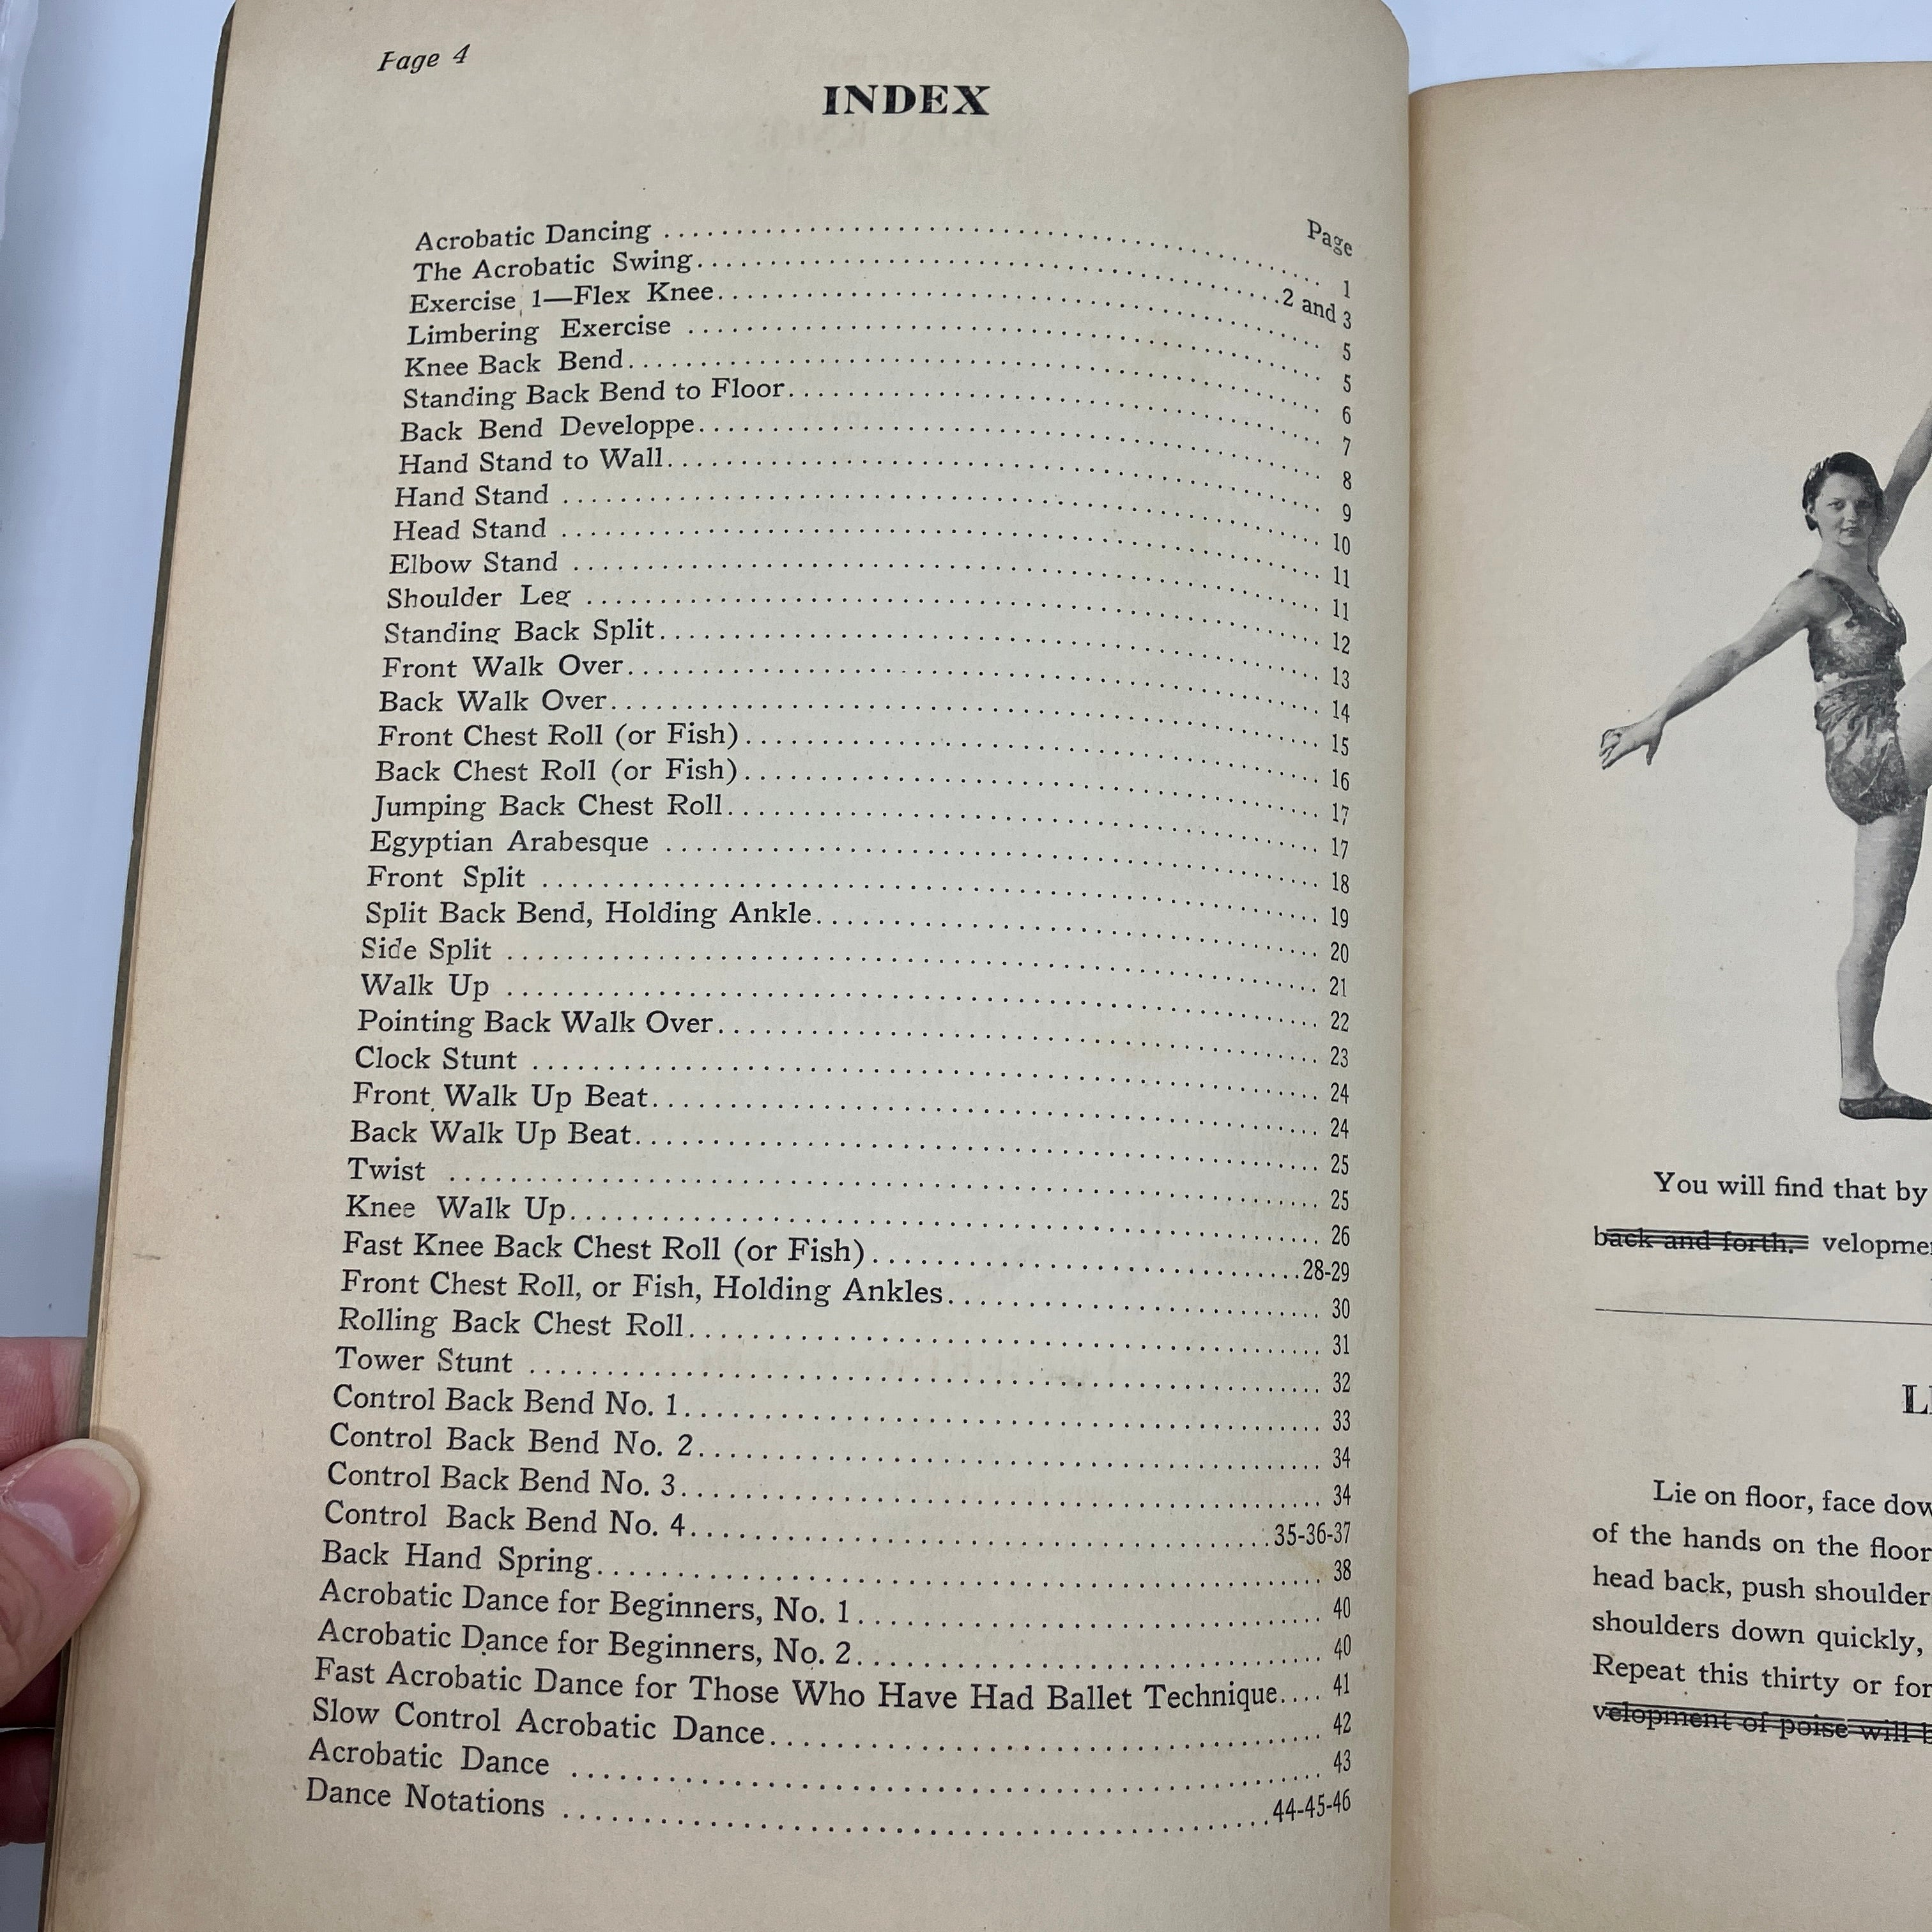 Fage 4
INDEX
Page
Acrobatic Dancing ........ 1
The Acrobatic Swing........ 2 and 3
Exercise 1—Flex Knee........ 5
Limbering Exercise ........ 5
Knee Back Bend........ 6
Standing Back Bend to Floor........ 7
Back Bend Developpe........ 8
Hand Stand to Wall........ 9
Hand Stand ........ 10
Head Stand ........ 11
Elbow Stand ........ 11
Shoulder Leg ........ 12
Standing Back Split........ 13
Front Walk Over........ 14
Back Walk Over........ 15
Front Chest Roll (or Fish)........ 16
Back Chest Roll (or Fish)........ 17
Jumping Back Chest Roll........ 17
Egyptian Arabesque ........ 18
Front Split ........ 19
Split Back Bend, Holding Ankle........ 20
Side Split ........ 21
Walk Up ........ 22
Pointing Back Walk Over........ 23
Clock Stunt ........ 24
Front Walk Up Beat........ 24
Back Walk Up Beat........ 25
Twist ........ 25
Knee Walk Up........ 26
Fast Knee Back Chest Roll (or Fish)........ 28-29
Front Chest Roll, or Fish, Holding Ankles........ 30
Rolling Back Chest Roll........ 31
Tower Stunt ........ 32
Control Back Bend No. 1........ 33
Control Back Bend No. 2........ 34
Control Back Bend No. 3........ 34
Control Back Bend No. 4........ 35-36-37
Back Hand Spring........ 38
Acrobatic Dance for Beginners, No. 1........ 40
Acrobatic Dance for Beginners, No. 2........ 40
Fast Acrobatic Dance for Those Who Have Had Ballet Technique.... 41
Slow Control Acrobatic Dance........ 42
Acrobatic Dance ........ 43
Dance Notations ........ 44-45-46
You will find that by
back and forth. velopme
Lie on floor, face dow
of the hands on the floor
head back, push shoulder
shoulders down quickly,
Repeat this thirty or for
velopment of poise will b